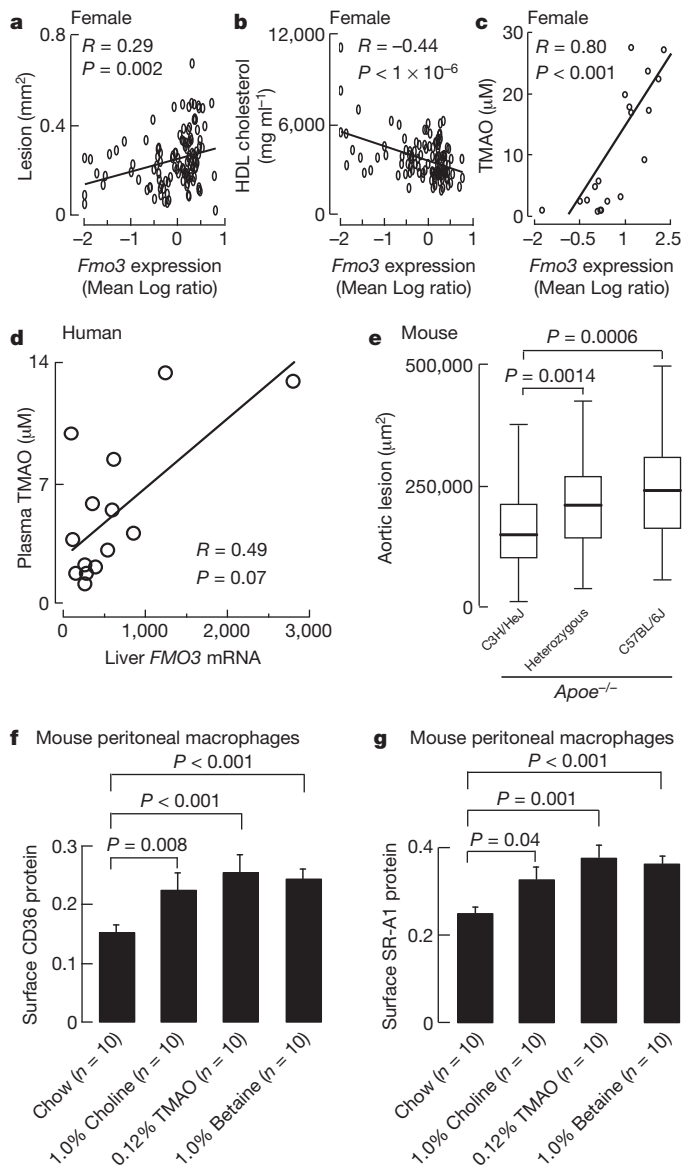 a Female
R = 0.29
P = 0.002
Lesion (mm²)
0.8
0.4
0
−2 −1 0 1
Fmo3 expression
(Mean Log ratio)
b Female
R = −0.44
P < 1 × 10⁻⁶
HDL cholesterol
(mg ml⁻¹)
12,000
6,000
0
−2 −1 0 1
Fmo3 expression
(Mean Log ratio)
c Female
R = 0.80
P < 0.001
TMAO (μM)
30
20
10
0
−2 −0.5 1 2.5
Fmo3 expression
(Mean Log ratio)
d Human
Plasma TMAO (μM)
14
7
0
R = 0.49
P = 0.07
0 1,000 2,000 3,000
Liver FMO3 mRNA
e Mouse
P = 0.0006
P = 0.0014
Aortic lesion (μm²)
500,000
250,000
0
C3H/HeJ
Heterozygous
C57BL/6J
Apoe−/−
f Mouse peritoneal macrophages
P < 0.001
P < 0.001
P = 0.008
Surface CD36 protein
0.3
0.2
0.1
0
Chow (n = 10)
1.0% Choline (n = 10)
0.12% TMAO (n = 10)
1.0% Betaine (n = 10)
g Mouse peritoneal macrophages
P < 0.001
P = 0.001
P = 0.04
Surface SR-A1 protein
0.4
0.2
0
Chow (n = 10)
1.0% Choline (n = 10)
0.12% TMAO (n = 10)
1.0% Betaine (n = 10)